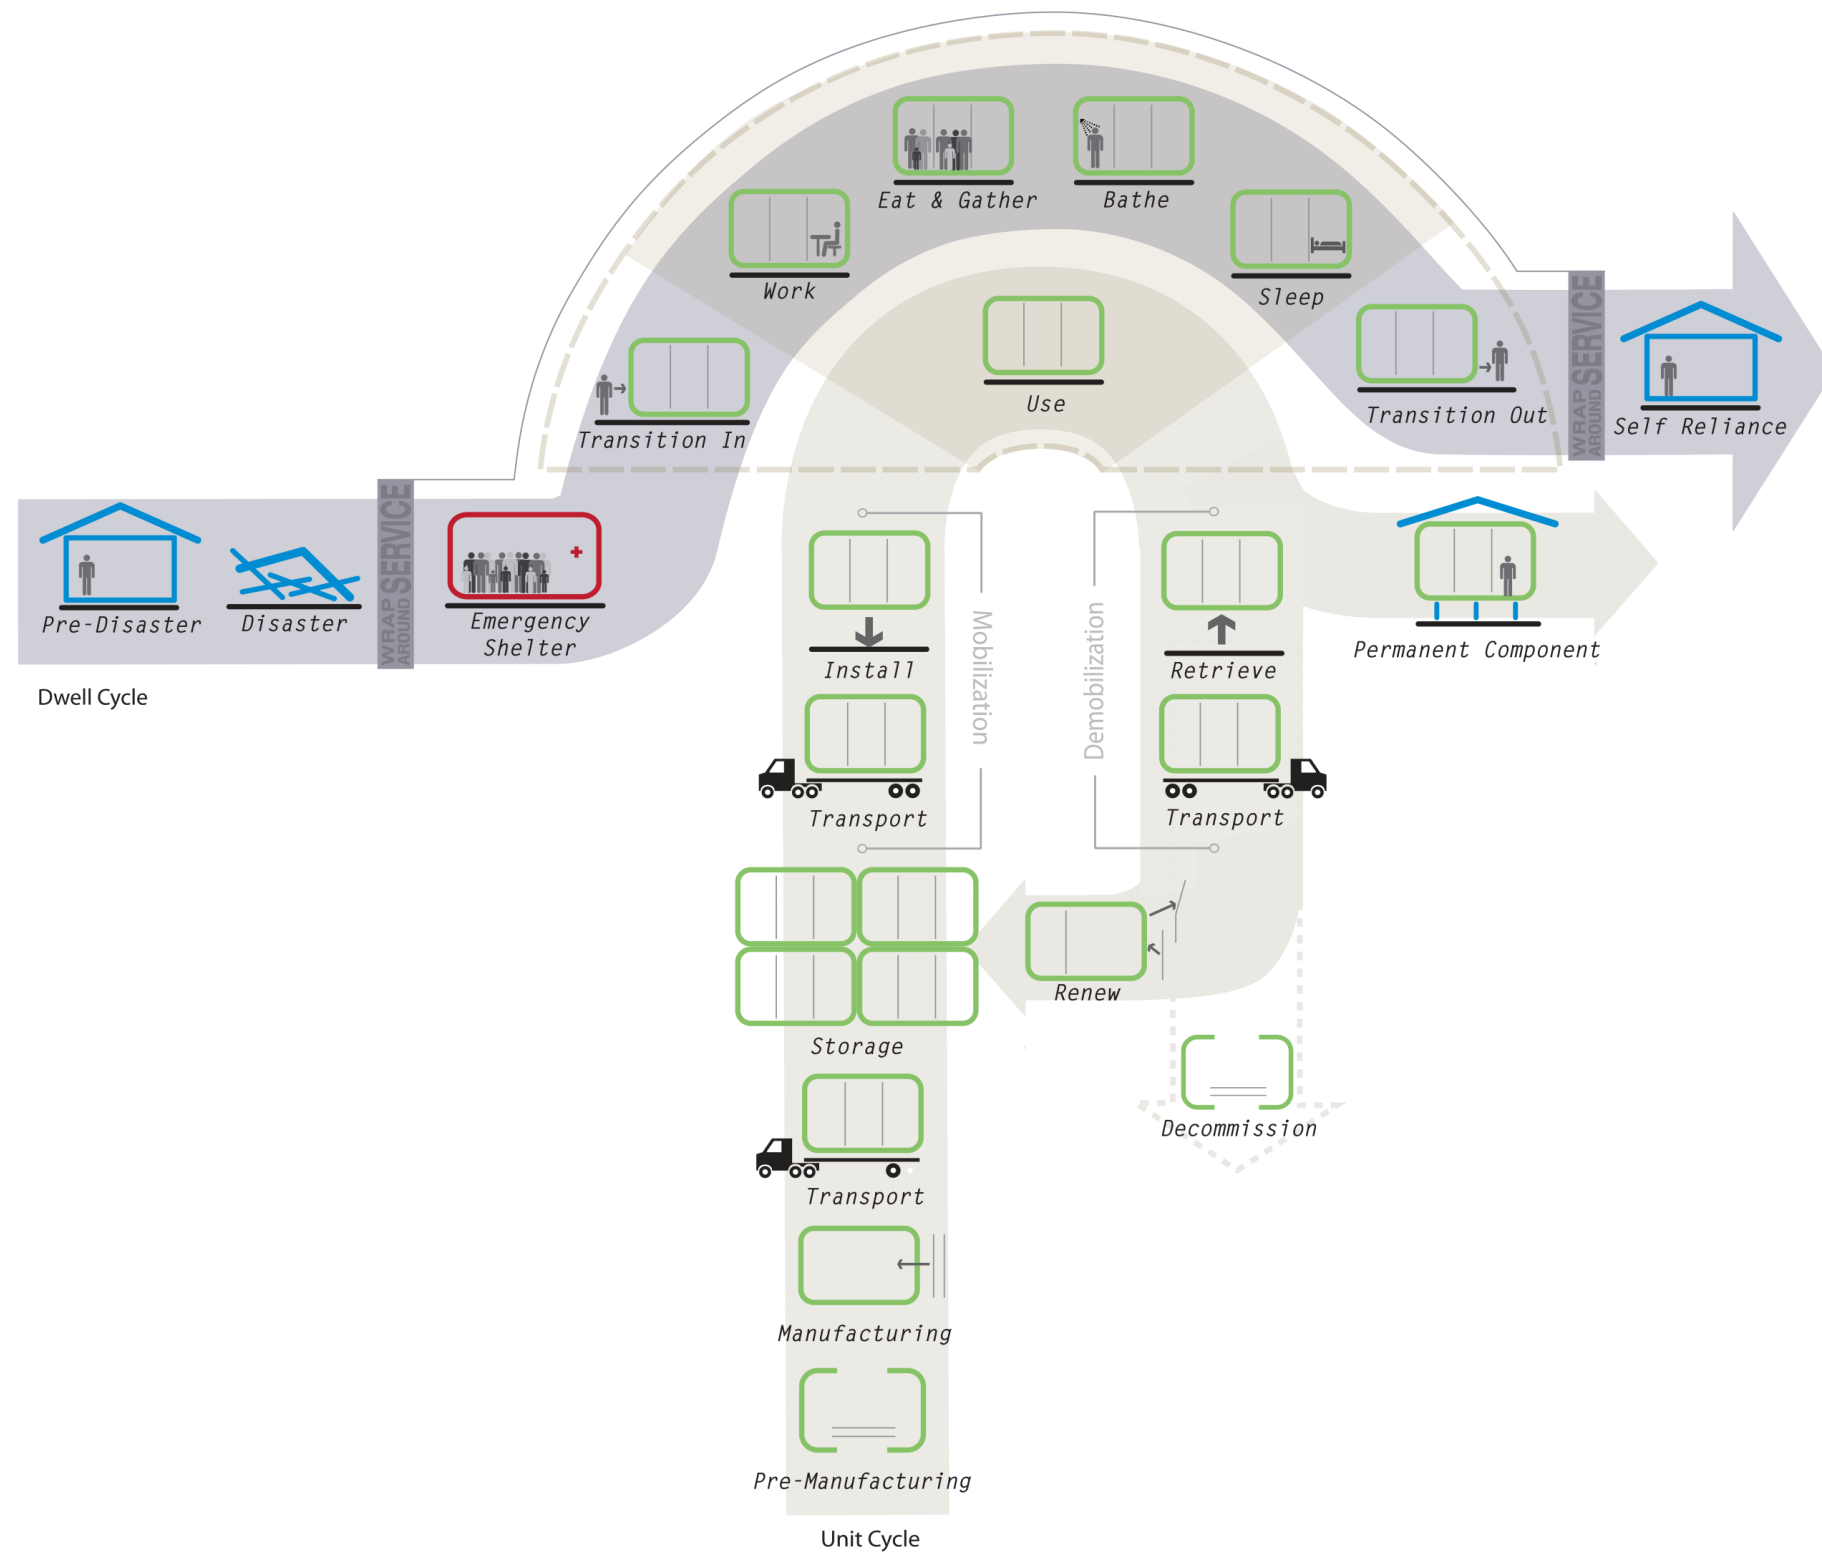 Eat & Gather
Bathe
Work
Sleep
Use
Transition In
Transition Out
WRAP
AROUND
SERVICE
Self Reliance
Pre-Disaster
Disaster
WRAP
AROUND
SERVICE
Emergency
Shelter
Dwell Cycle
Install
Mobilization
Demobilization
Retrieve
Permanent Component
Transport
Transport
Renew
Storage
Decommission
Transport
Manufacturing
Pre-Manufacturing
Unit Cycle